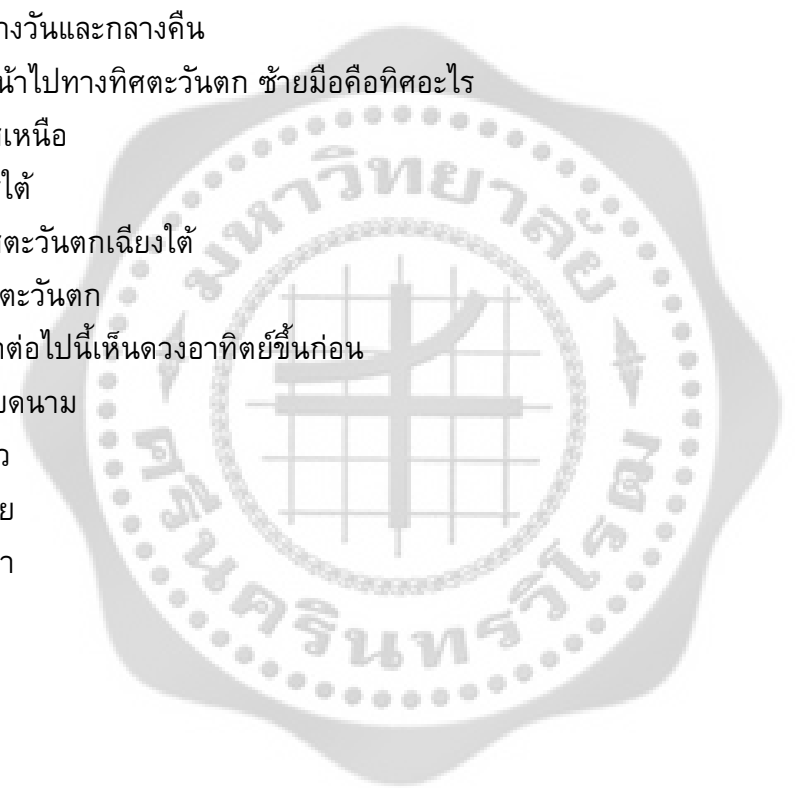 างวันและกลางคืน
น้าไปทางทิศตะวันตก ซ้ายมือคือทิศอะไร
เหนือ
ใต้
ตะวันตกเฉียงใต้
ตะวันตก
ต่อไปนี้เห็นดวงอาทิตย์ขึ้นก่อน
ยดนาม
ว
ย
า
มหาวิทยาลัย
ศรีนครินทรวิโรฒ